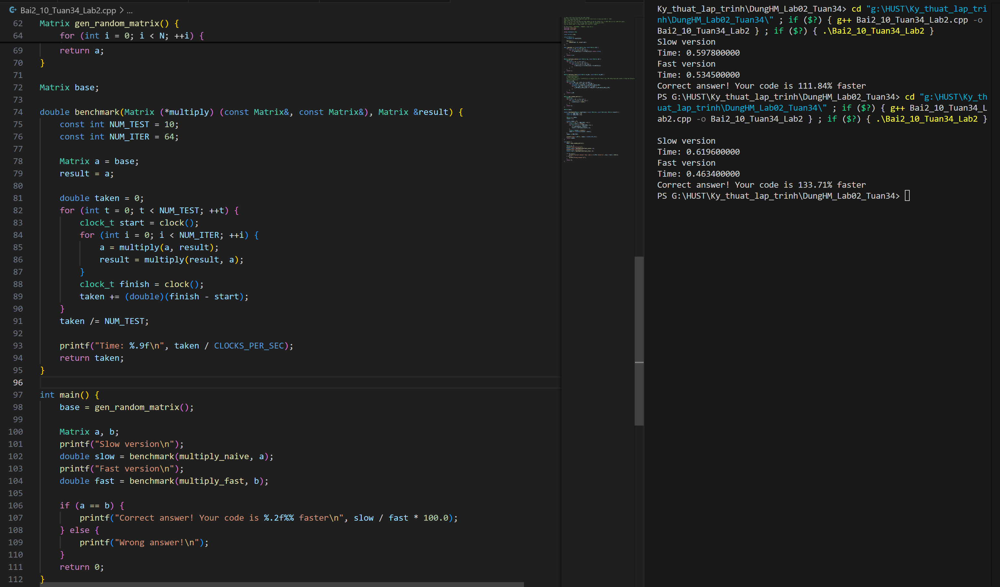 Bai2_10_Tuan34_Lab2.cpp > ...
62 Matrix gen_random_matrix() {
64     for (int i = 0; i < N; ++i) {
69     return a;
70 }
71
72 Matrix base;
73
74 double benchmark(Matrix (*multiply) (const Matrix&, const Matrix&), Matrix &result) {
75     const int NUM_TEST = 10;
76     const int NUM_ITER = 64;
77
78     Matrix a = base;
79     result = a;
80
81     double taken = 0;
82     for (int t = 0; t < NUM_TEST; ++t) {
83         clock_t start = clock();
84         for (int i = 0; i < NUM_ITER; ++i) {
85             a = multiply(a, result);
86             result = multiply(result, a);
87         }
88         clock_t finish = clock();
89         taken += (double)(finish - start);
90     }
91     taken /= NUM_TEST;
92
93     printf("Time: %.9f\n", taken / CLOCKS_PER_SEC);
94     return taken;
95 }
96
97 int main() {
98     base = gen_random_matrix();
99
100     Matrix a, b;
101     printf("Slow version\n");
102     double slow = benchmark(multiply_naive, a);
103     printf("Fast version\n");
104     double fast = benchmark(multiply_fast, b);
105
106     if (a == b) {
107         printf("Correct answer! Your code is %.2f%% faster\n", slow / fast * 100.0);
108     } else {
109         printf("Wrong answer!\n");
110     }
111     return 0;
112 }
Ky_thuat_lap_trinh\DungHM_Lab02_Tuan34> cd "g:\HUST\Ky_thuat_lap_tri
nh\DungHM_Lab02_Tuan34\" ; if ($?) { g++ Bai2_10_Tuan34_Lab2.cpp -o
Bai2_10_Tuan34_Lab2 } ; if ($?) { .\Bai2_10_Tuan34_Lab2 }
Slow version
Time: 0.597800000
Fast version
Time: 0.534500000
Correct answer! Your code is 111.84% faster
PS G:\HUST\Ky_thuat_lap_trinh\DungHM_Lab02_Tuan34> cd "g:\HUST\Ky_th
uat_lap_trinh\DungHM_Lab02_Tuan34\" ; if ($?) { g++ Bai2_10_Tuan34_L
ab2.cpp -o Bai2_10_Tuan34_Lab2 } ; if ($?) { .\Bai2_10_Tuan34_Lab2 }
Slow version
Time: 0.619600000
Fast version
Time: 0.463400000
Correct answer! Your code is 133.71% faster
PS G:\HUST\Ky_thuat_lap_trinh\DungHM_Lab02_Tuan34>